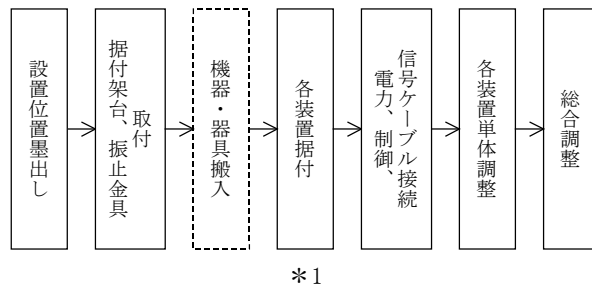 設置位置墨出し
据付架台、振止金具
取付
機器・器具搬入
各装置据付
電力、制御、
信号ケーブル接続
各装置単体調整
総合調整
＊1